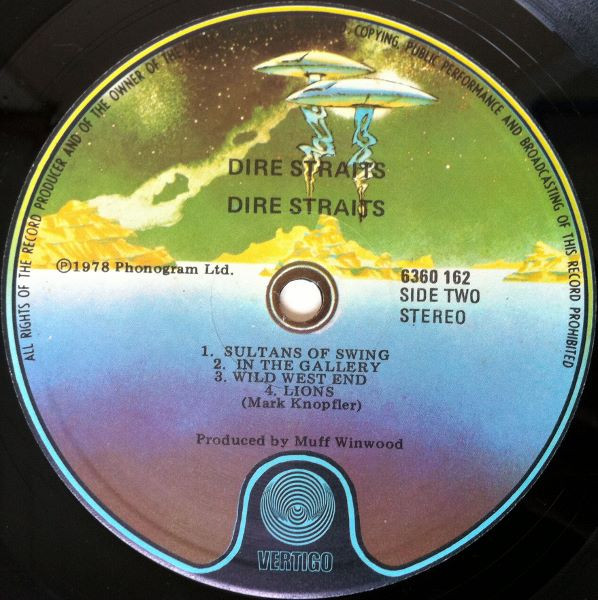 ALL RIGHTS OF THE RECORD PRODUCER AND OF THE OWNER OF THE
COPYING, PUBLIC PERFORMANCE AND BROADCASTING OF THIS RECORD PROHIBITED
DIRE STRAITS
DIRE STRAITS
℗1978 Phonogram Ltd.
6360 162
SIDE TWO
STEREO
1. SULTANS OF SWING
2. IN THE GALLERY
3. WILD WEST END
4. LIONS
(Mark Knopfler)
Produced by Muff Winwood
VERTIGO